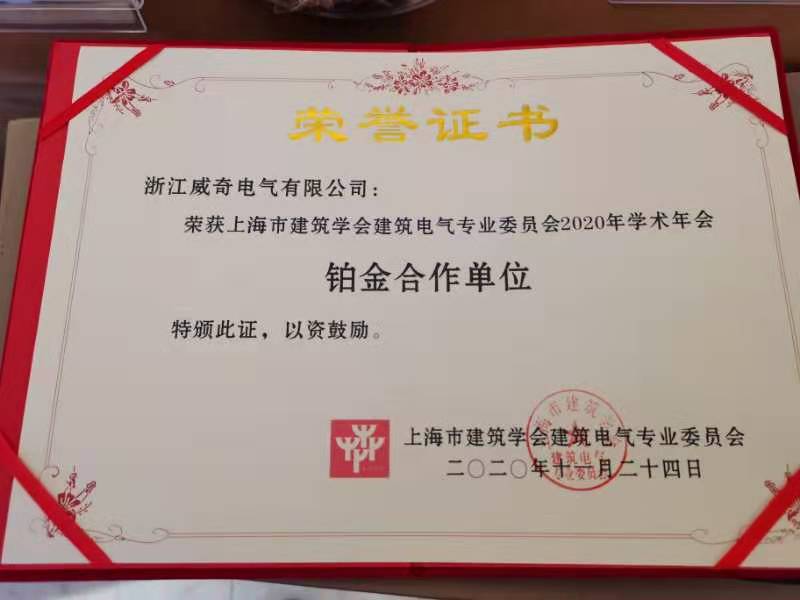 荣誉证书
浙江威奇电气有限公司：
荣获上海市建筑学会建筑电气专业委员会2020年学术年会
铂金合作单位
特颁此证，以资鼓励。
上海市建筑学会建筑电气专业委员会
二〇二〇年十一月二十四日